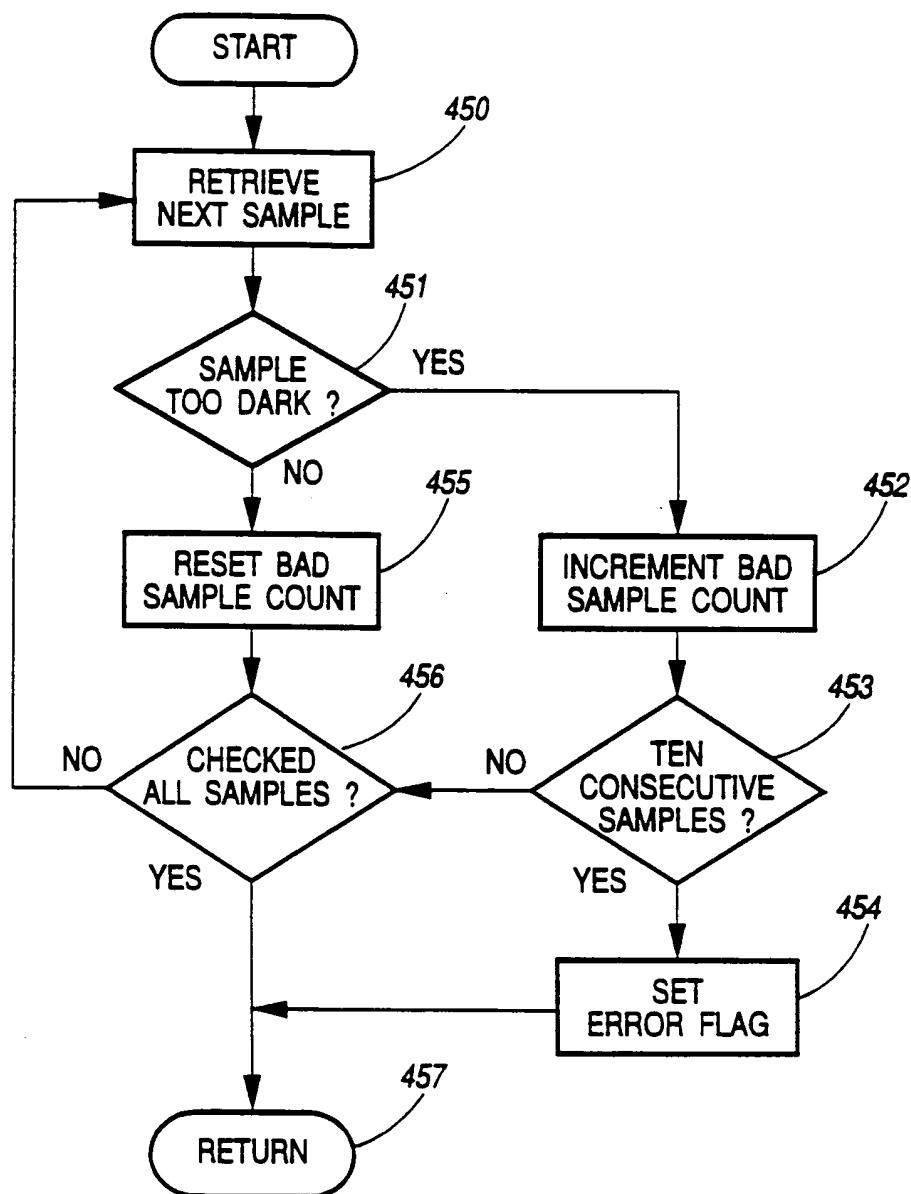 START
450
RETRIEVE
NEXT SAMPLE
451
SAMPLE
TOO DARK ?
YES
NO
455
452
RESET BAD
SAMPLE COUNT
INCREMENT BAD
SAMPLE COUNT
456
453
NO
CHECKED
ALL SAMPLES ?
NO
TEN
CONSECUTIVE
SAMPLES ?
YES
YES
454
SET
ERROR FLAG
457
RETURN